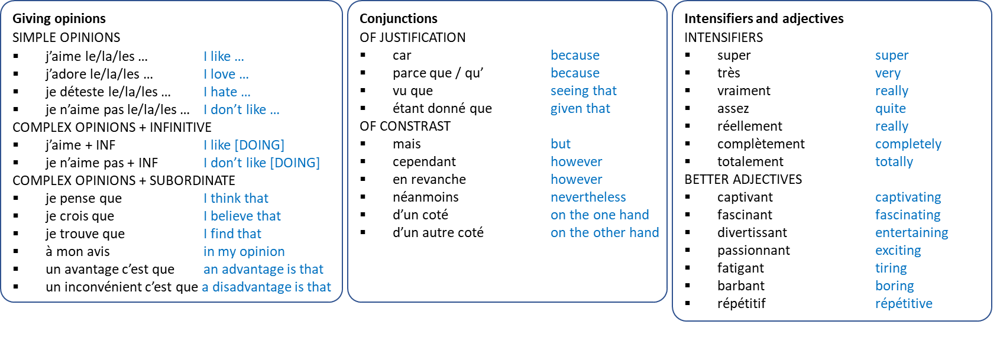 Giving opinions
SIMPLE OPINIONS
▪ j’aime le/la/les … I like …
▪ j’adore le/la/les … I love …
▪ je déteste le/la/les … I hate …
▪ je n’aime pas le/la/les … I don’t like …
COMPLEX OPINIONS + INFINITIVE
▪ j’aime + INF I like [DOING]
▪ je n’aime pas + INF I don’t like [DOING]
COMPLEX OPINIONS + SUBORDINATE
▪ je pense que I think that
▪ je crois que I believe that
▪ je trouve que I find that
▪ à mon avis in my opinion
▪ un avantage c’est que an advantage is that
▪ un inconvénient c’est que a disadvantage is that
Conjunctions
OF JUSTIFICATION
▪ car because
▪ parce que / qu’ because
▪ vu que seeing that
▪ étant donné que given that
OF CONSTRAST
▪ mais but
▪ cependant however
▪ en revanche however
▪ néanmoins nevertheless
▪ d’un coté on the one hand
▪ d’un autre coté on the other hand
Intensifiers and adjectives
INTENSIFIERS
▪ super super
▪ très very
▪ vraiment really
▪ assez quite
▪ réellement really
▪ complètement completely
▪ totalement totally
BETTER ADJECTIVES
▪ captivant captivating
▪ fascinant fascinating
▪ divertissant entertaining
▪ passionnant exciting
▪ fatigant tiring
▪ barbant boring
▪ répétitif répétitive